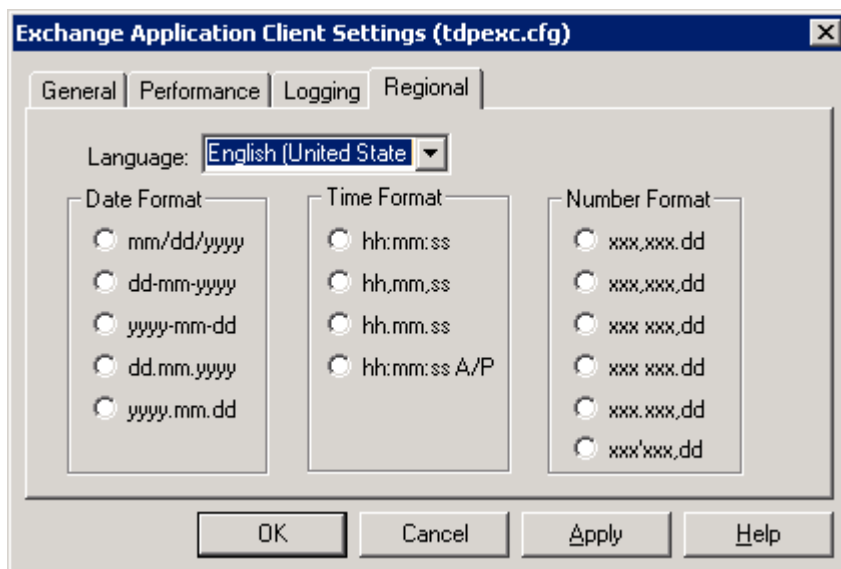 Exchange Application Client Settings (tdpexc.cfg)
General Performance Logging Regional
Language: English (United State
Date Format
mm/dd/yyyy
dd-mm-yyyy
yyyy-mm-dd
dd.mm.yyyy
yyyy.mm.dd
Time Format
hh:mm:ss
hh,mm,ss
hh.mm.ss
hh:mm:ss A/P
Number Format
xxx,xxx.dd
xxx,xxx,dd
xxx xxx,dd
xxx xxx.dd
xxx.xxx,dd
xxx'xxx,dd
OK Cancel Apply Help